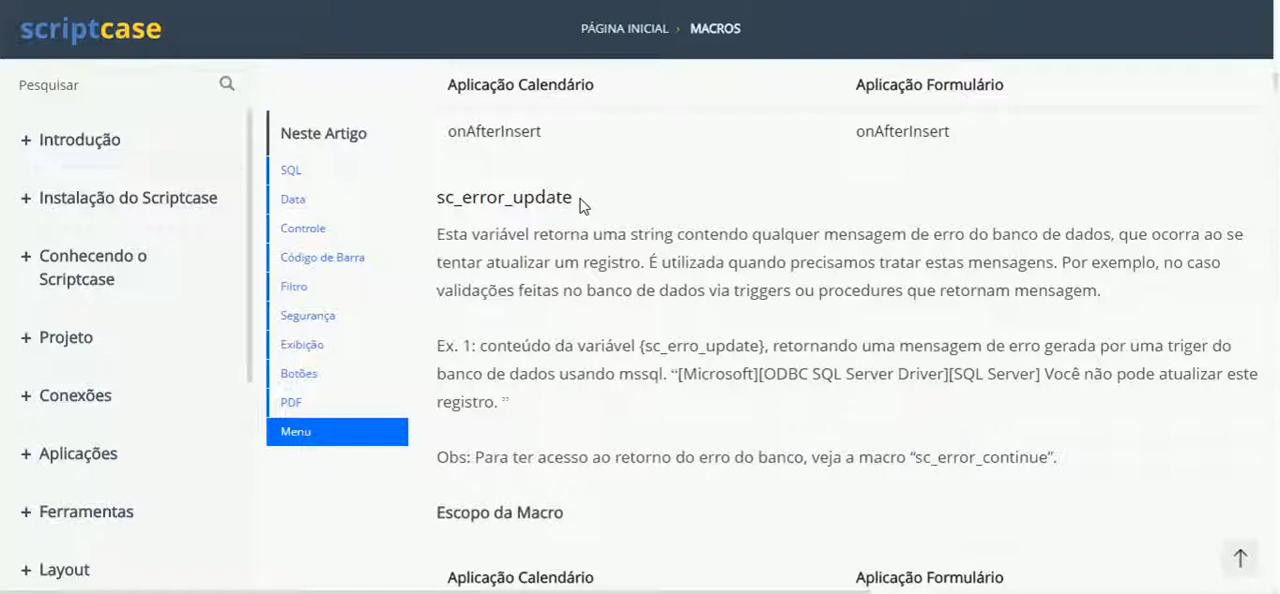 scriptcase
PÁGINA INICIAL › MACROS
Pesquisar
+ Introdução
+ Instalação do Scriptcase
+ Conhecendo o
Scriptcase
+ Projeto
+ Conexões
+ Aplicações
+ Ferramentas
+ Layout
Neste Artigo
SQL
Data
Controle
Código de Barra
Filtro
Segurança
Exibição
Botões
PDF
Menu
Aplicação Calendário Aplicação Formulário
onAfterInsert onAfterInsert
sc_error_update
Esta variável retorna uma string contendo qualquer mensagem de erro do banco de dados, que ocorra ao se
tentar atualizar um registro. É utilizada quando precisamos tratar estas mensagens. Por exemplo, no caso
validações feitas no banco de dados via triggers ou procedures que retornam mensagem.
Ex. 1: conteúdo da variável {sc_erro_update}, retornando uma mensagem de erro gerada por uma triger do
banco de dados usando mssql. “[Microsoft][ODBC SQL Server Driver][SQL Server] Você não pode atualizar este
registro. ”
Obs: Para ter acesso ao retorno do erro do banco, veja a macro “sc_error_continue”.
Escopo da Macro
Aplicação Calendário Aplicação Formulário